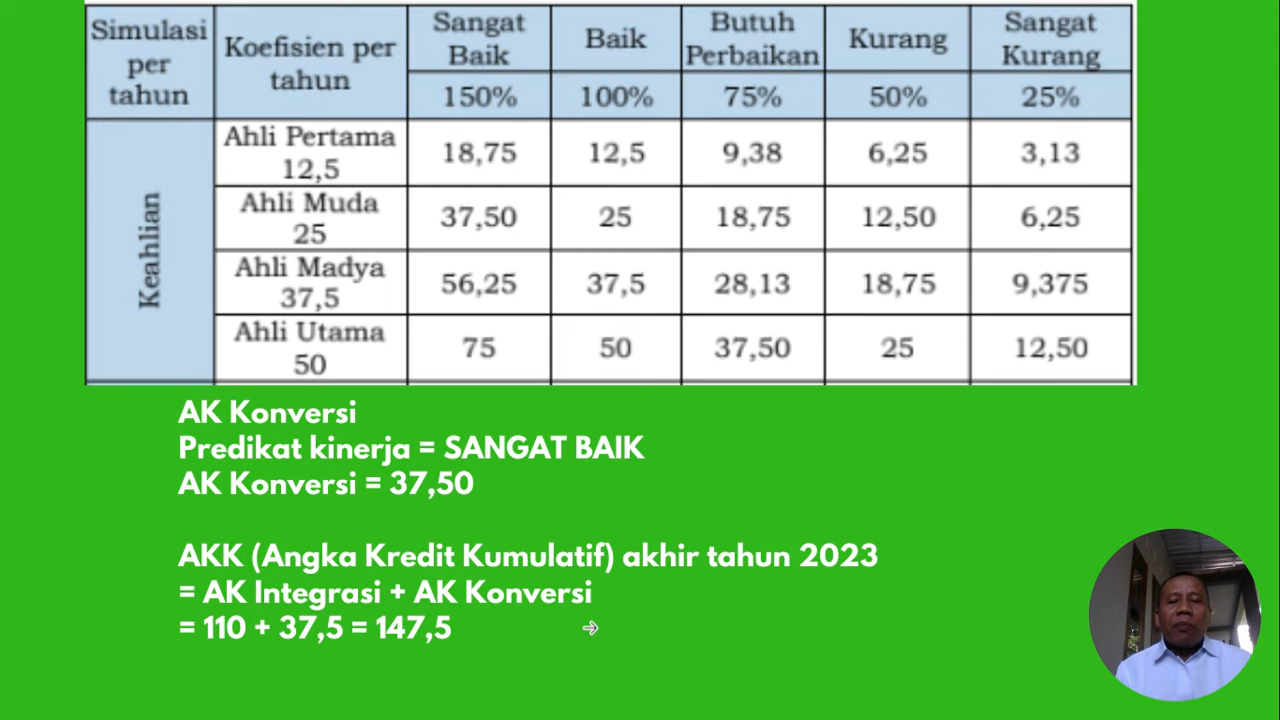 Simulasi per tahun
Koefisien per tahun
Sangat Baik
Baik
Butuh Perbaikan
Kurang
Sangat Kurang
150%
100%
75%
50%
25%
Keahlian
Ahli Pertama 12,5
18,75
12,5
9,38
6,25
3,13
Ahli Muda 25
37,50
25
18,75
12,50
6,25
Ahli Madya 37,5
56,25
37,5
28,13
18,75
9,375
Ahli Utama 50
75
50
37,50
25
12,50
AK Konversi
Predikat kinerja = SANGAT BAIK
AK Konversi = 37,50
AKK (Angka Kredit Kumulatif) akhir tahun 2023
= AK Integrasi + AK Konversi
= 110 + 37,5 = 147,5